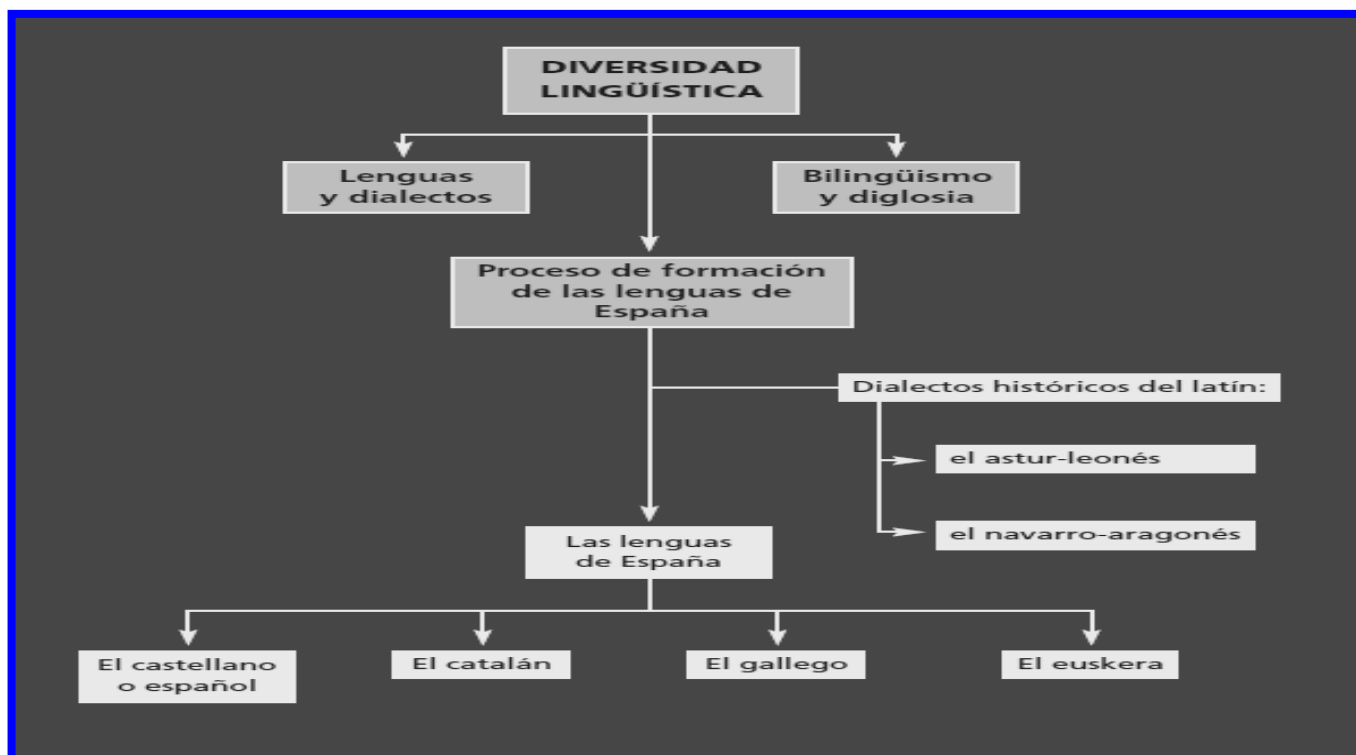 DIVERSIDAD
LINGÜÍSTICA
Lenguas
y dialectos
Bilingüismo
y diglosia
Proceso de formación
de las lenguas de
España
Dialectos históricos del latín:
el astur-leonés
el navarro-aragonés
Las lenguas
de España
El castellano
o español
El catalán
El gallego
El euskera